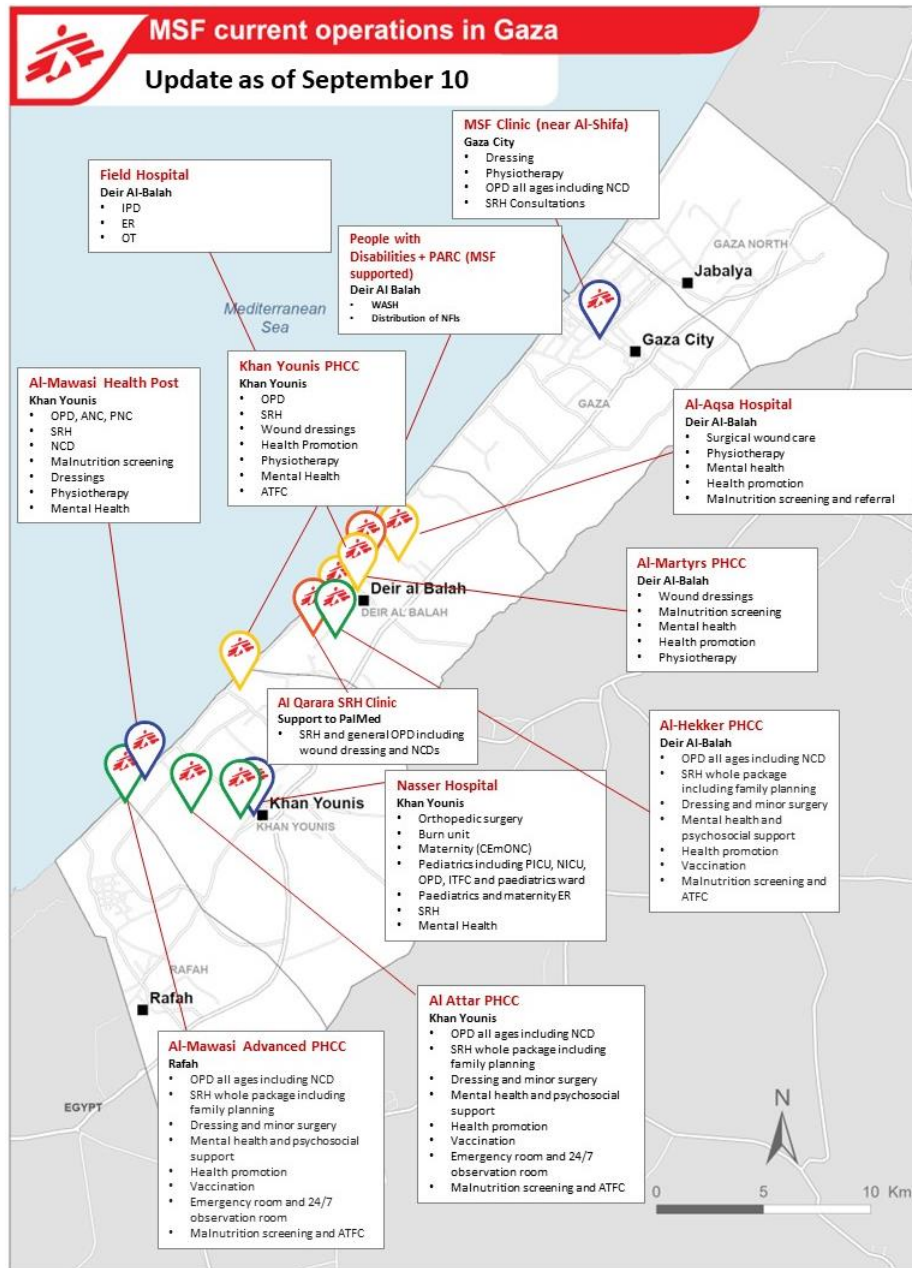 MSF current operations in Gaza
Update as of September 10
MSF Clinic (near Al-Shifa)
Gaza City
• Dressing
• Physiotherapy
• OPD all ages including NCD
• SRH Consultations
Field Hospital
Deir Al-Balah
• IPD
• ER
• OT
People with
Disabilities + PARC (MSF
supported)
Deir Al Balah
• WASH
• Distribution of NFIs
GAZA NORTH
Jabalya
Mediterranean
Sea
Gaza City
GAZA
Al-Mawasi Health Post
Khan Younis
• OPD, ANC, PNC
• SRH
• NCD
• Malnutrition screening
• Dressings
• Physiotherapy
• Mental Health
Khan Younis PHCC
Khan Younis
• OPD
• SRH
• Wound dressings
• Health Promotion
• Physiotherapy
• Mental Health
• ATFC
Al-Aqsa Hospital
Deir Al-Balah
• Surgical wound care
• Physiotherapy
• Mental health
• Health promotion
• Malnutrition screening and referral
Deir al Balah
DEIR AL BALAH
Al-Martyrs PHCC
Deir Al-Balah
• Wound dressings
• Malnutrition screening
• Mental health
• Health promotion
• Physiotherapy
Al Qarara SRH Clinic
Support to PalMed
• SRH and general OPD including
wound dressing and NCDs
Al-Hekker PHCC
Deir Al-Balah
• OPD all ages including NCD
• SRH whole package
including family planning
• Dressing and minor surgery
• Mental health and
psychosocial support
• Health promotion
• Vaccination
• Malnutrition screening and
ATFC
Khan Younis
KHAN YOUNIS
Nasser Hospital
Khan Younis
• Orthopedic surgery
• Burn unit
• Maternity (CEmONC)
• Pediatrics including PICU, NICU,
OPD, ITFC and paediatrics ward
• Paediatrics and maternity ER
• SRH
• Mental Health
RAFAH
Rafah
Al Attar PHCC
Khan Younis
• OPD all ages including NCD
• SRH whole package including
family planning
• Dressing and minor surgery
• Mental health and psychosocial
support
• Health promotion
• Vaccination
• Emergency room and 24/7
observation room
• Malnutrition screening and ATFC
Al-Mawasi Advanced PHCC
Rafah
• OPD all ages including NCD
• SRH whole package including
family planning
• Dressing and minor surgery
• Mental health and psychosocial
support
• Health promotion
• Vaccination
• Emergency room and 24/7
observation room
• Malnutrition screening and ATFC
EGYPT
N
0 5 10 Km